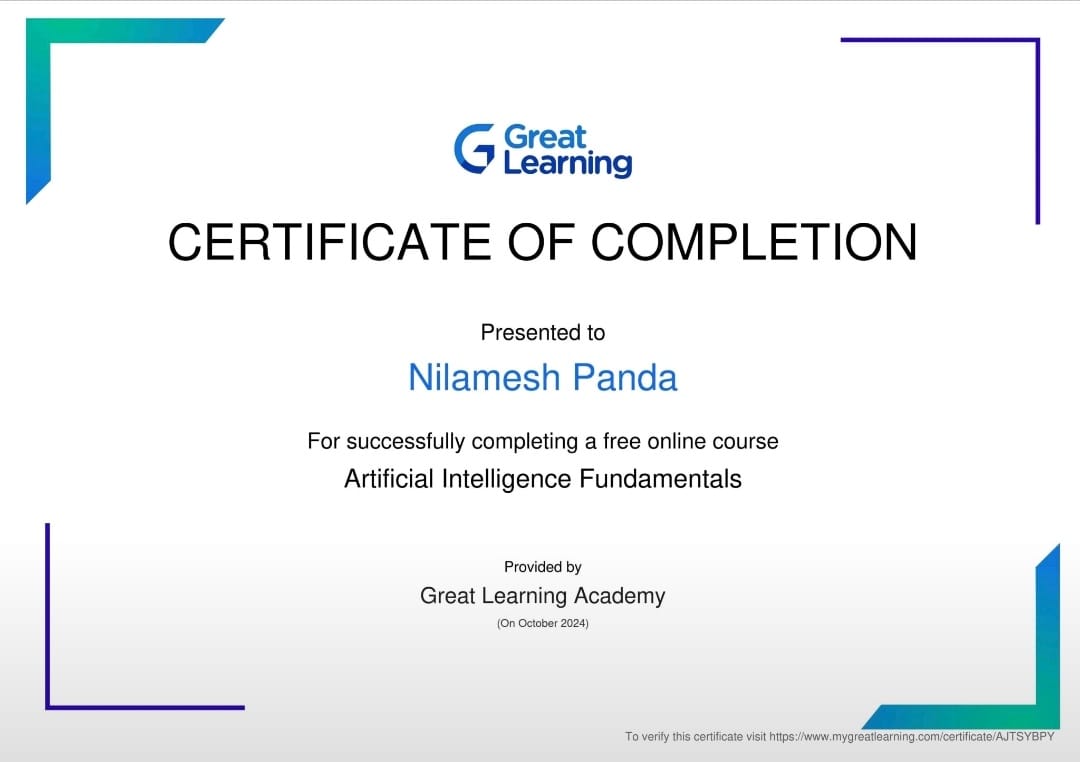 Great
Learning
CERTIFICATE OF COMPLETION
Presented to
Nilamesh Panda
For successfully completing a free online course
Artificial Intelligence Fundamentals
Provided by
Great Learning Academy
(On October 2024)
To verify this certificate visit https://www.mygreatlearning.com/certificate/AJTSYBPY